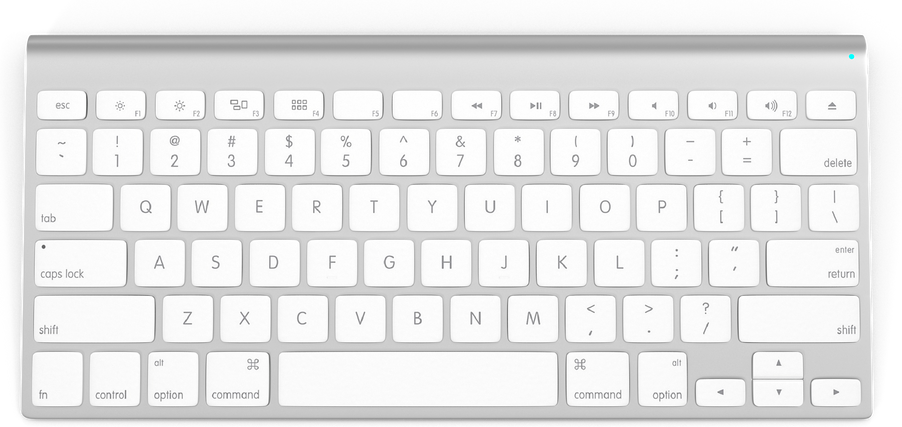 esc F1 F2 F3 F4 F5 F6 F7 F8 F9 F10 F11 F12
~ ! @ # $ % ^ & * ( ) — +
` 1 2 3 4 5 6 7 8 9 0 - = delete
tab Q W E R T Y U I O P { [ } ] | \
caps lock A S D F G H J K L : ; “ ‘ enter return
shift Z X C V B N M < , > . ? / shift
fn control alt option ⌘ command ⌘ command alt option